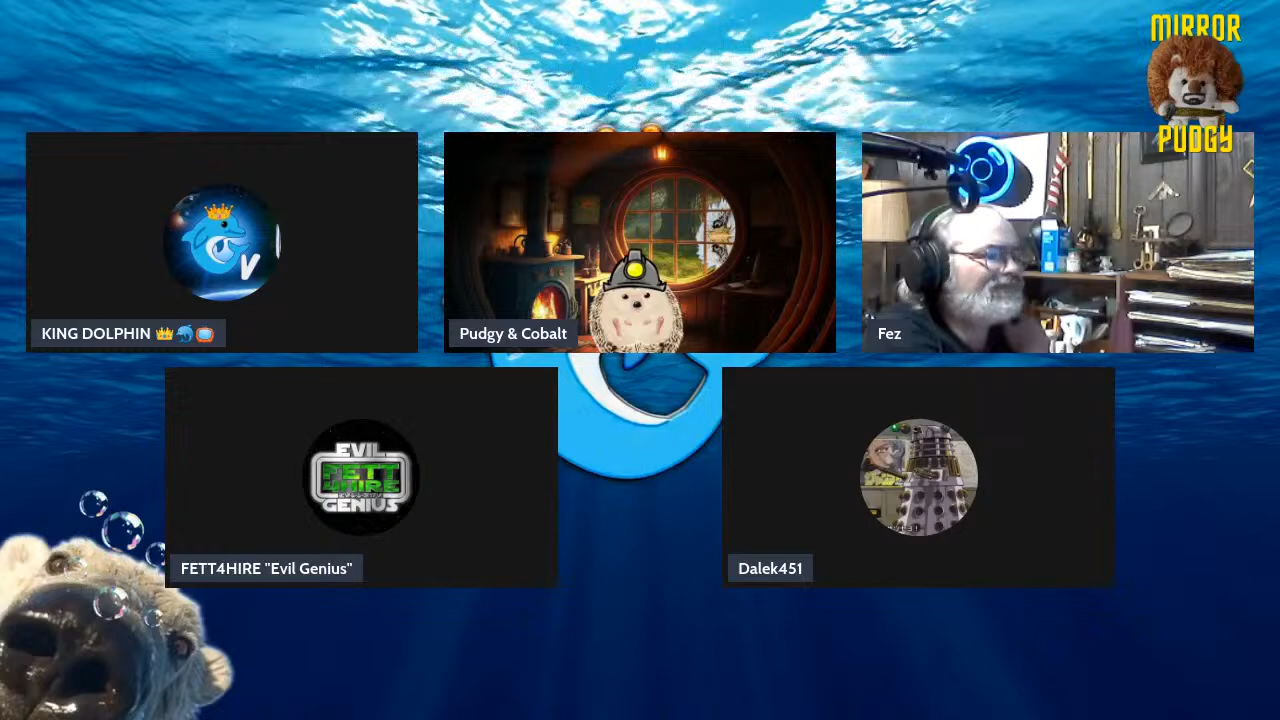 MIRROR
PUDGY
KING DOLPHIN 👑🐬📺
V
Pudgy & Cobalt
Fez
EVIL
FETT
4HIRE
GENIUS
FETT4HIRE "Evil Genius"
Dalek451